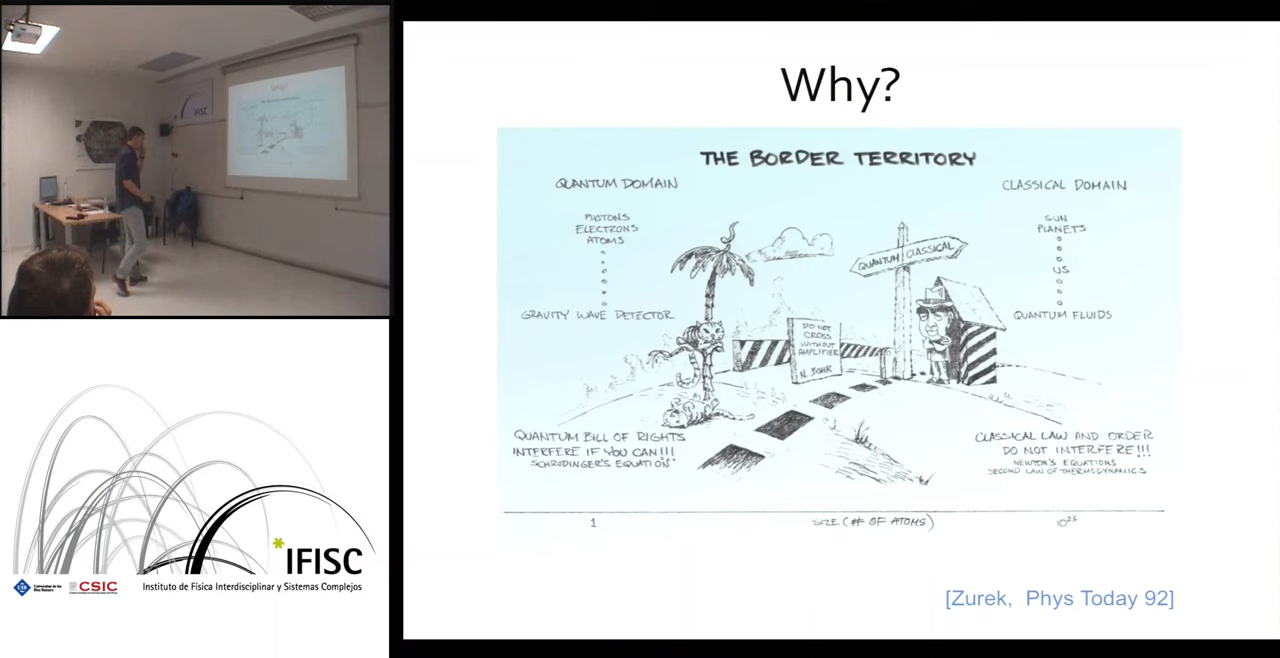 Why?
THE BORDER TERRITORY
QUANTUM DOMAIN
PHOTONS
ELECTRONS
ATOMS
GRAVITY WAVE DETECTOR
CLASSICAL DOMAIN
SUN
PLANETS
US
QUANTUM FLUIDS
QUANTUM CLASSICAL
DO NOT
CROSS
WITHOUT
AMPLIFIER
N. BOHR
QUANTUM BILL OF RIGHTS
INTERFERE IF YOU CAN!!!
SCHRODINGER'S EQUATION
CLASSICAL LAW AND ORDER
DO NOT INTERFERE!!!
NEWTON'S EQUATIONS
SECOND LAW OF THERMODYNAMICS
1
SIZE (# OF ATOMS)
10²³
[Zurek, Phys Today 92]
Why?
IFISC
IFISC
CSIC
Instituto de Física Interdisciplinar y Sistemas Complejos